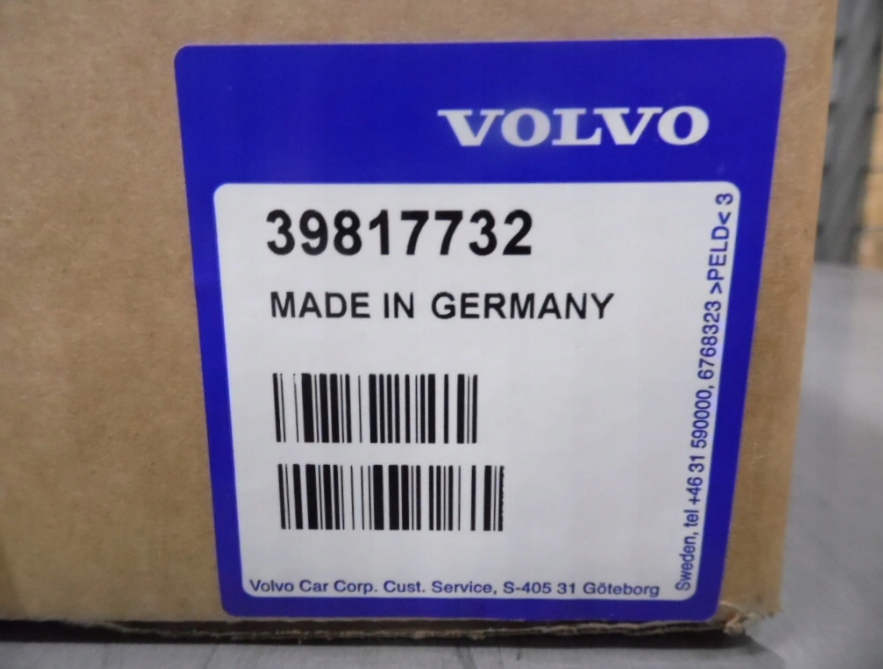 VOLVO
39817732
MADE IN GERMANY
Volvo Car Corp. Cust. Service, S-405 31 Göteborg
Sweden, tel +46 31 590000, 6768323 >PELD< 3